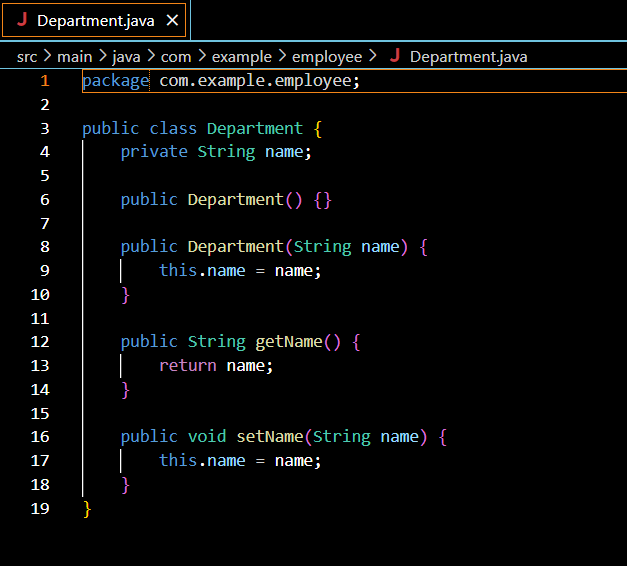 Department.java ×
src > main > java > com > example > employee > Department.java
1 package com.example.employee;
2
3 public class Department {
4     private String name;
5
6     public Department() {}
7
8     public Department(String name) {
9         this.name = name;
10     }
11
12     public String getName() {
13         return name;
14     }
15
16     public void setName(String name) {
17         this.name = name;
18     }
19 }